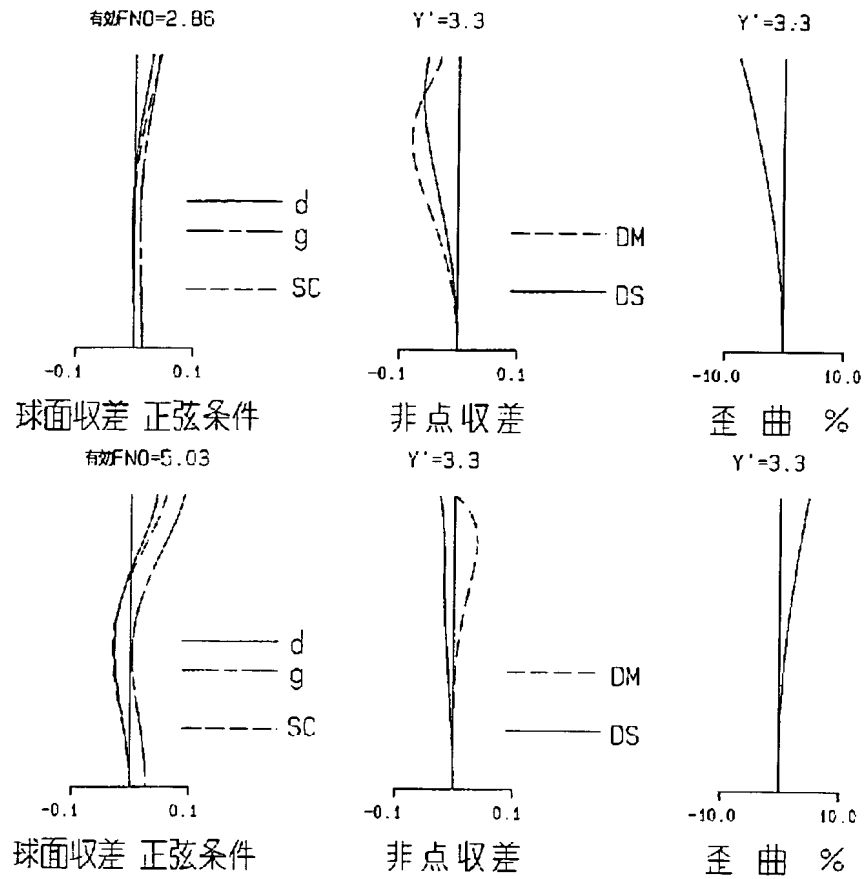 有効FNO=2.86
Y'=3.3
Y'=3.3
d
g
SC
DM
DS
-0.1
0.1
-0.1
0.1
-10.0
10.0
球面収差 正弦条件
非点収差
歪曲 %
有効FNO=5.03
Y'=3.3
Y'=3.3
d
g
SC
DM
DS
-0.1
0.1
-0.1
0.1
-10.0
10.0
球面収差 正弦条件
非点収差
歪曲 %